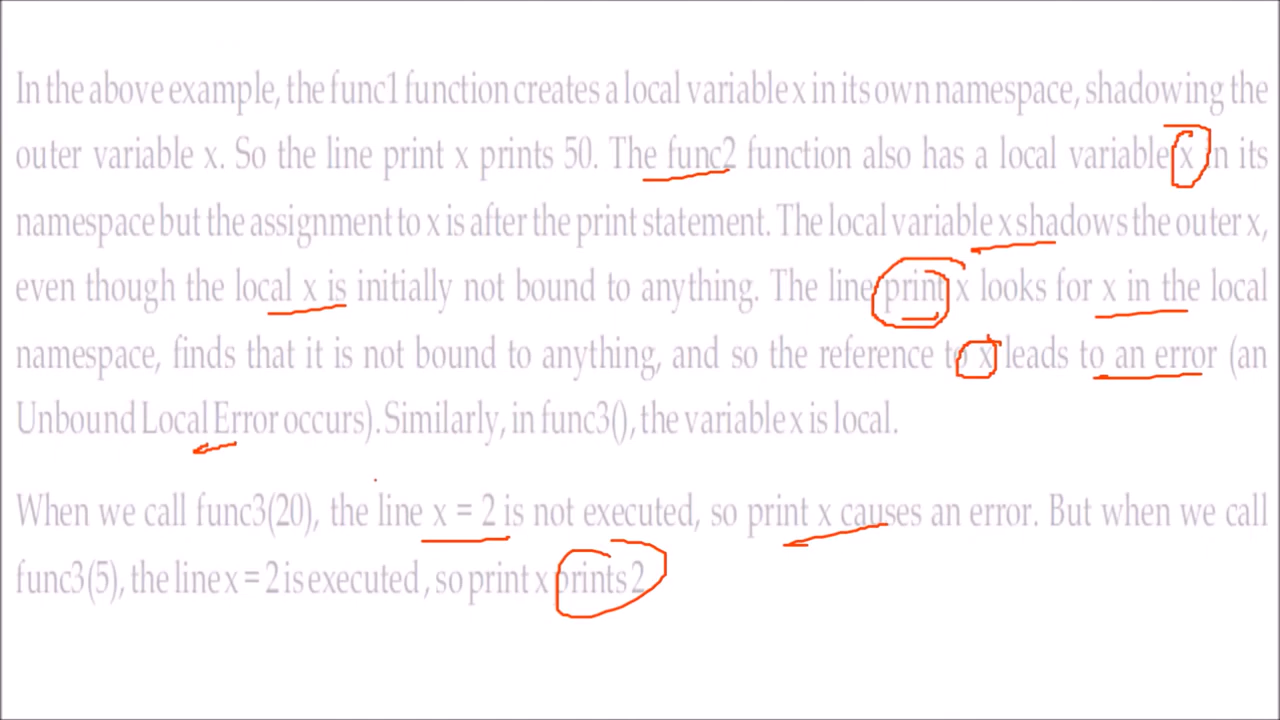 In the above example, the func1 function creates a local variable x in its own namespace, shadowing the
outer variable x. So the line print x prints 50. The func2 function also has a local variable x in its
namespace but the assignment to x is after the print statement. The local variable x shadows the outer x,
even though the local x is initially not bound to anything. The line print x looks for x in the local
namespace, finds that it is not bound to anything, and so the reference to x leads to an error (an
Unbound Local Error occurs). Similarly, in func3(), the variable x is local.
When we call func3(20), the line x = 2 is not executed, so print x causes an error. But when we call
func3(5), the line x = 2 is executed, so print x prints 2